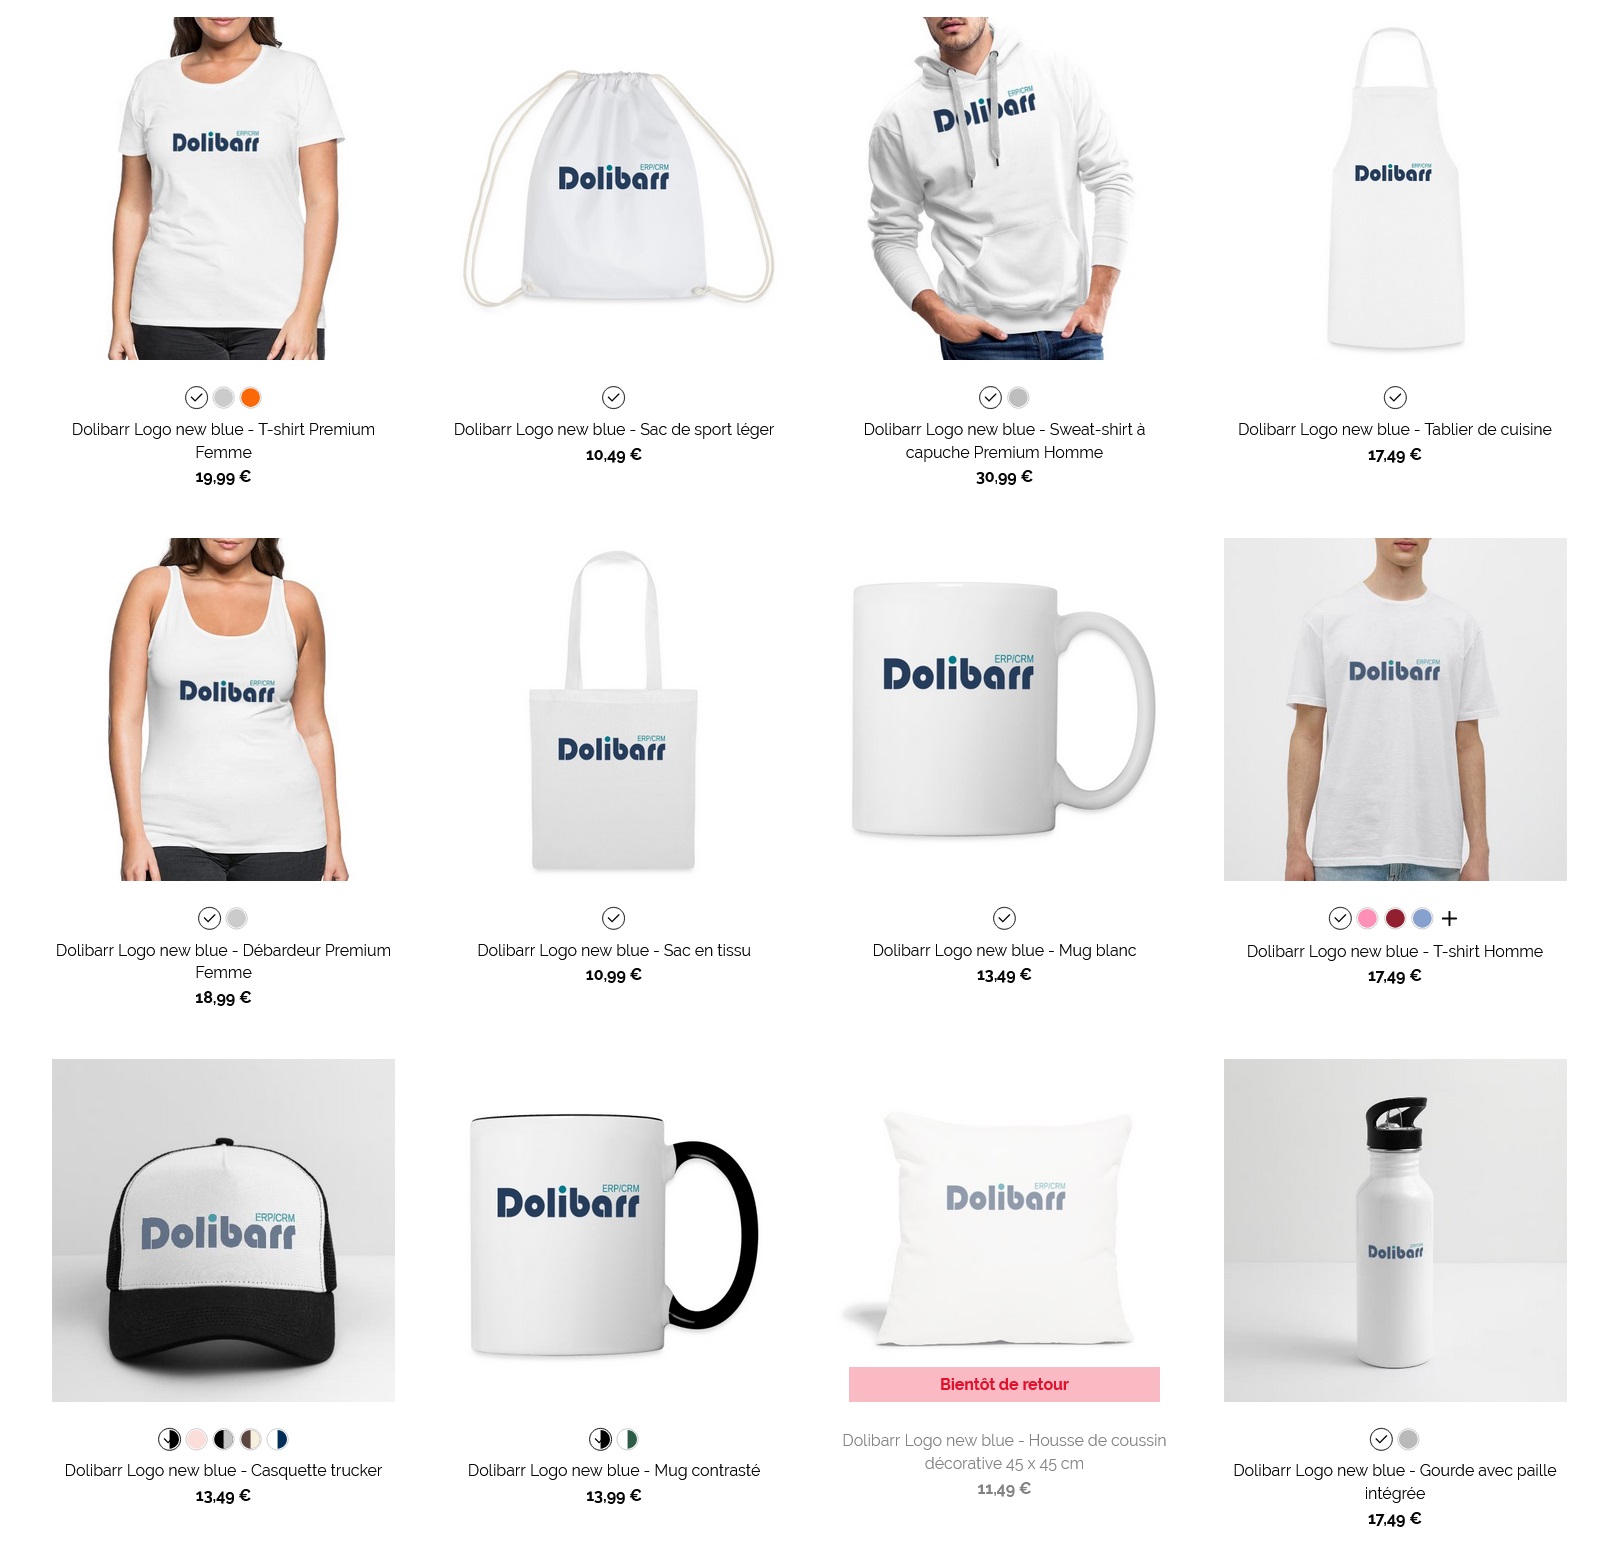 ERP/CRM
Dolibarr
ERP/CRM
Dolibarr
ERP/CRM
Dolibarr
ERP/CRM
Dolibarr
Dolibarr Logo new blue - T-shirt Premium
Femme
19,99 €
Dolibarr Logo new blue - Sac de sport léger
10,49 €
Dolibarr Logo new blue - Sweat-shirt à
capuche Premium Homme
30,99 €
Dolibarr Logo new blue - Tablier de cuisine
17,49 €
ERP/CRM
Dolibarr
ERP/CRM
Dolibarr
ERP/CRM
Dolibarr
ERP/CRM
Dolibarr
Dolibarr Logo new blue - Débardeur Premium
Femme
18,99 €
Dolibarr Logo new blue - Sac en tissu
10,99 €
Dolibarr Logo new blue - Mug blanc
13,49 €
Dolibarr Logo new blue - T-shirt Homme
17,49 €
ERP/CRM
Dolibarr
ERP/CRM
Dolibarr
ERP/CRM
Dolibarr
ERP/CRM
Dolibarr
Bientôt de retour
Dolibarr Logo new blue - Casquette trucker
13,49 €
Dolibarr Logo new blue - Mug contrasté
13,99 €
Dolibarr Logo new blue - Housse de coussin
décorative 45 x 45 cm
11,49 €
Dolibarr Logo new blue - Gourde avec paille
intégrée
17,49 €